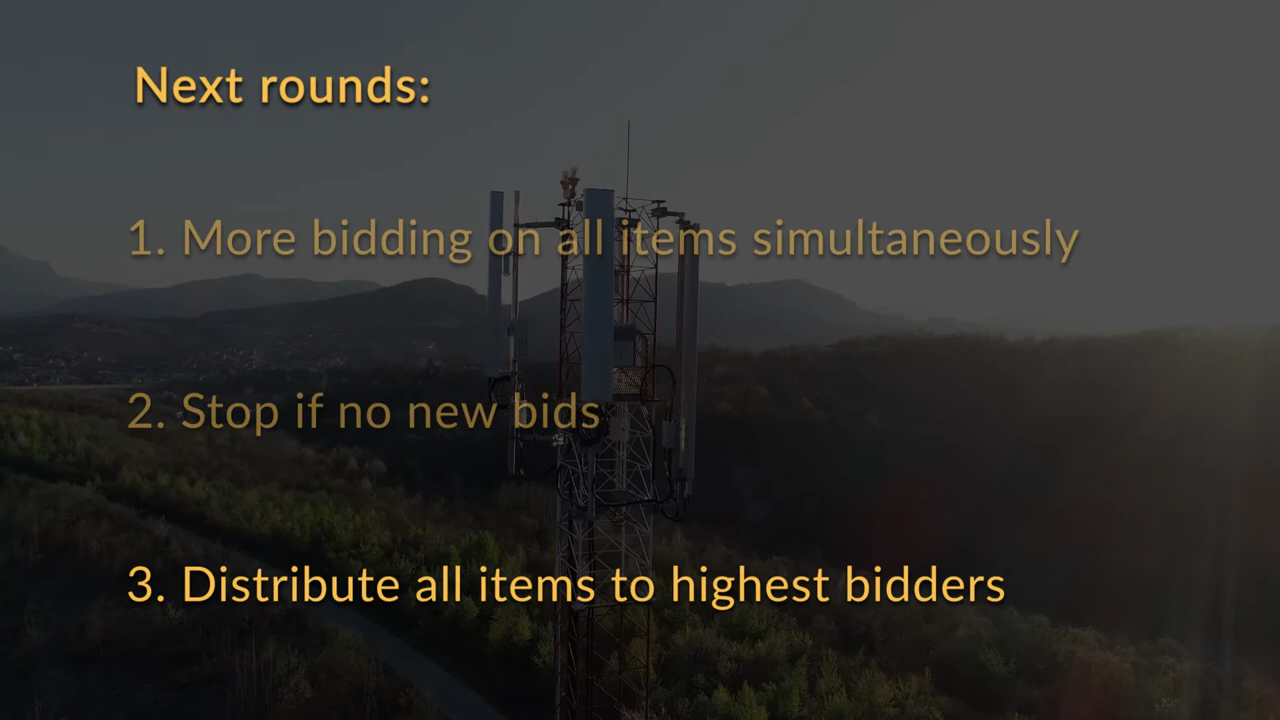 Next rounds:
1. More bidding on all items simultaneously
2. Stop if no new bids
3. Distribute all items to highest bidders